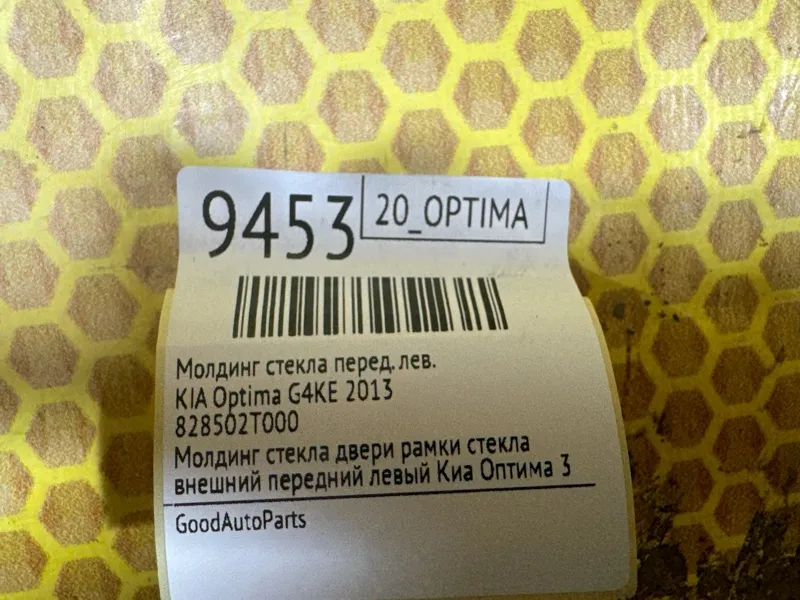 9453 20_OPTIMA
Молдинг стекла перед. лев.
KIA Optima G4KE 2013
828502T000
Молдинг стекла двери рамки стекла
внешний передний левый Киа Оптима 3
GoodAutoParts